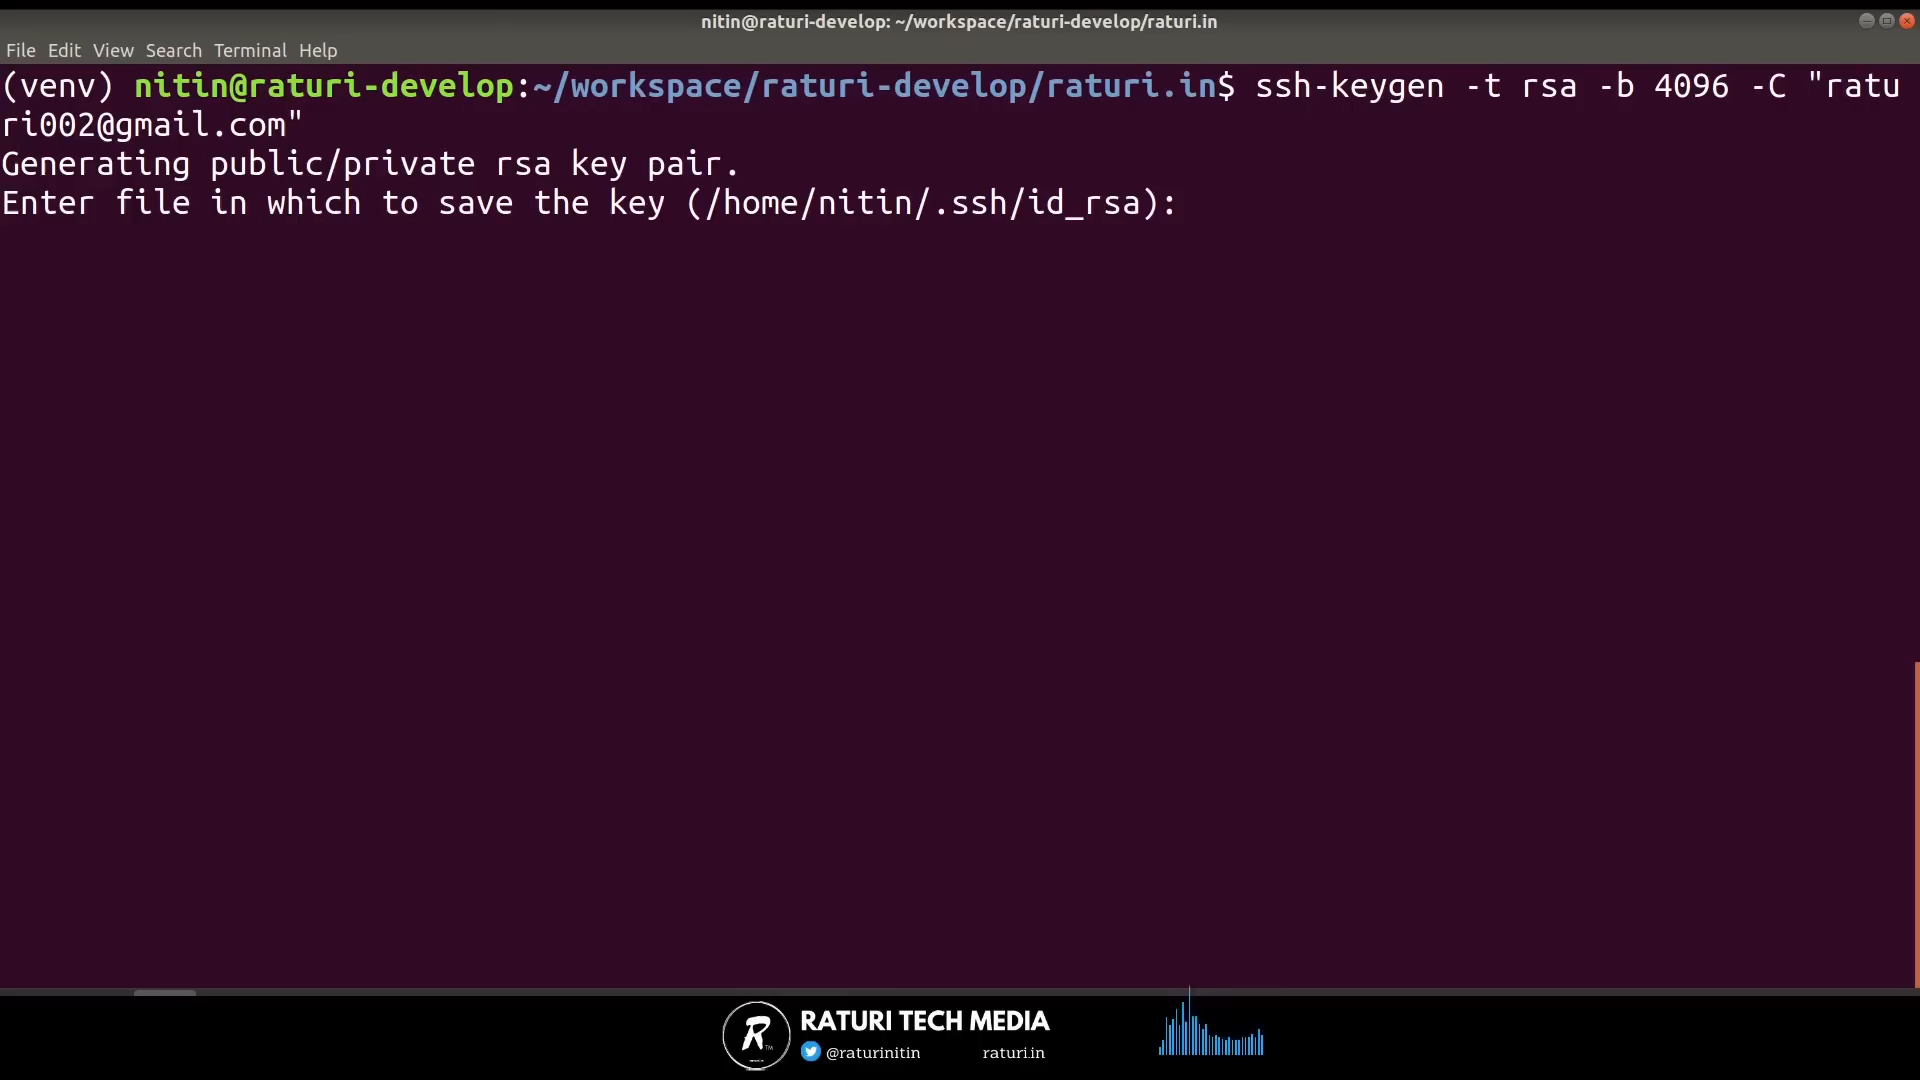 nitin@raturi-develop: ~/workspace/raturi-develop/raturi.in
File Edit View Search Terminal Help
(venv) nitin@raturi-develop:~/workspace/raturi-develop/raturi.in$ ssh-keygen -t rsa -b 4096 -C "ratu
ri002@gmail.com"
Generating public/private rsa key pair.
Enter file in which to save the key (/home/nitin/.ssh/id_rsa):
R TM
RATURI TECH MEDIA
@raturinitin raturi.in